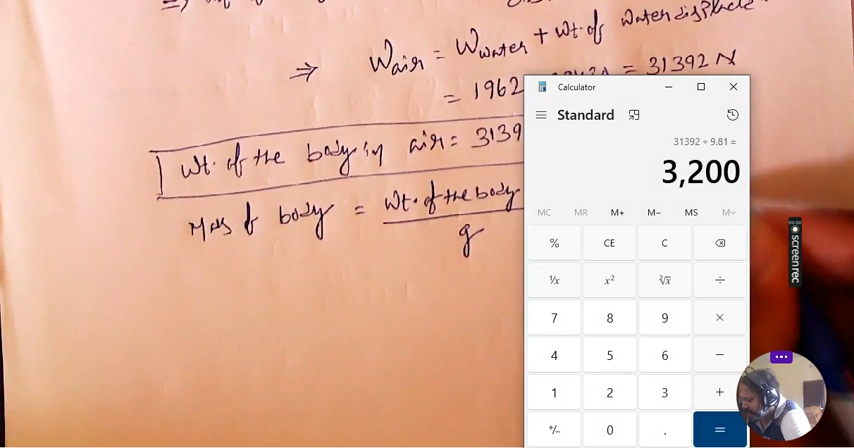 ⇒ Wair = Wwater + wt. of water displace
= 1962 = 31392 N
Wt. of the body in air = 3139
Mass of body = wt. of the body
g
Calculator
Standard
31392 ÷ 9.81 =
3,200
MC MR M+ M− MS M˅
% CE C
¹/x x² ²√x ÷
7 8 9 ×
4 5 6 −
1 2 3 +
+/− 0 . =
screenrec